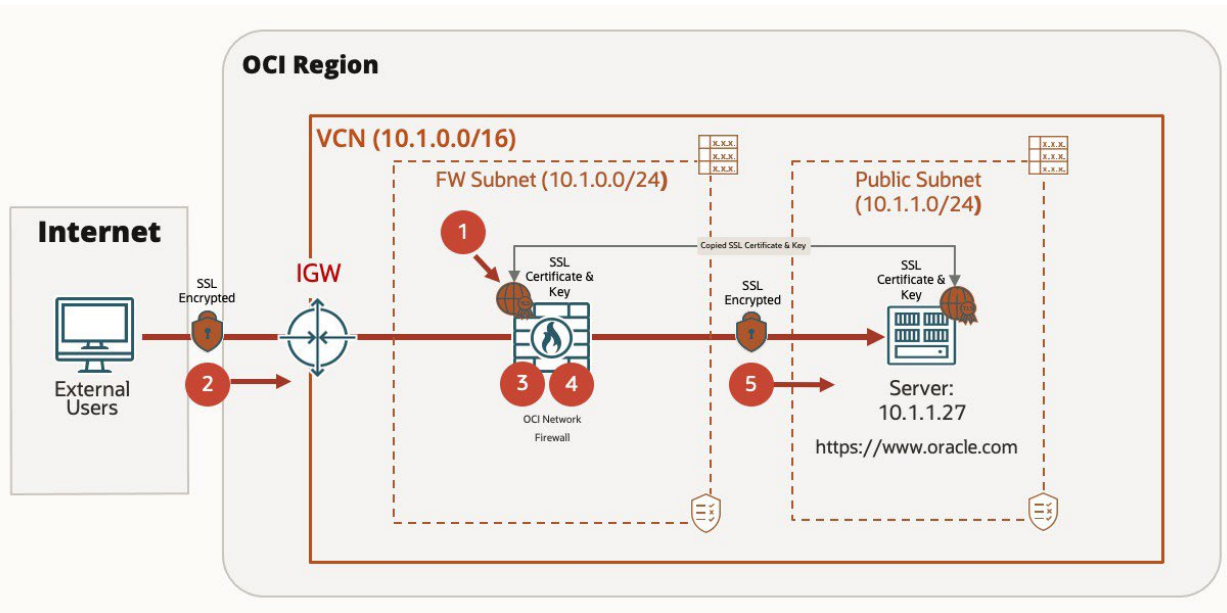 OCI Region
VCN (10.1.0.0/16)
FW Subnet (10.1.0.0/24)
Public Subnet
(10.1.1.0/24)
x.x.x.
x.x.x.
x.x.x.
x.x.x.
x.x.x.
x.x.x.
Internet
1
Copied SSL Certificate & Key
SSL
Encrypted
IGW
SSL
Certificate &
Key
SSL
Encrypted
SSL
Certificate &
Key
External
Users
2
3
4
5
OCI Network
Firewall
Server:
10.1.1.27
https://www.oracle.com